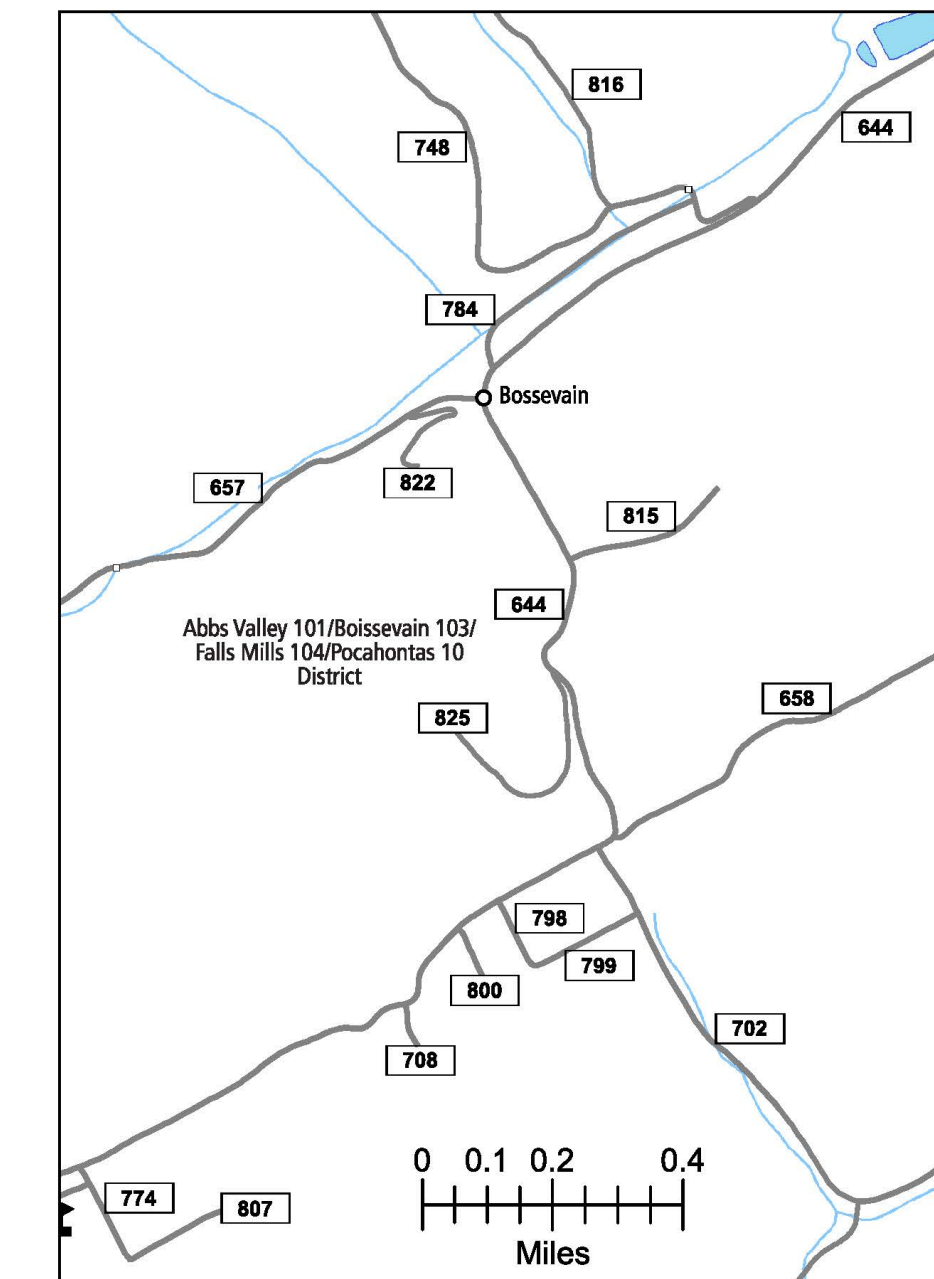 816
644
748
784
Bossevain
657
822
815
644
Abbs Valley 101/Boissevain 103/
Falls Mills 104/Pocahontas 10
District
658
825
798
799
800
702
708
0 0.1 0.2 0.4
774
807
Miles